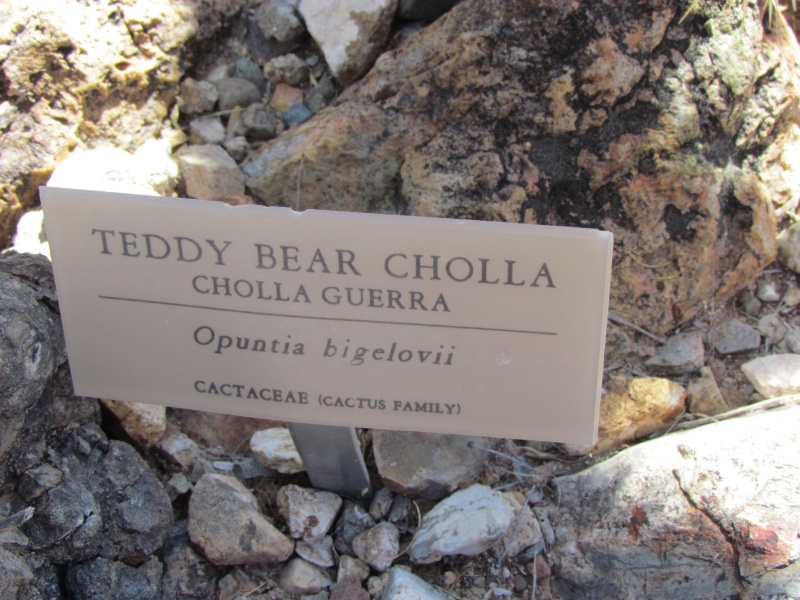 TEDDY BEAR CHOLLA
CHOLLA GUERRA
Opuntia bigelovii
CACTACEAE (CACTUS FAMILY)